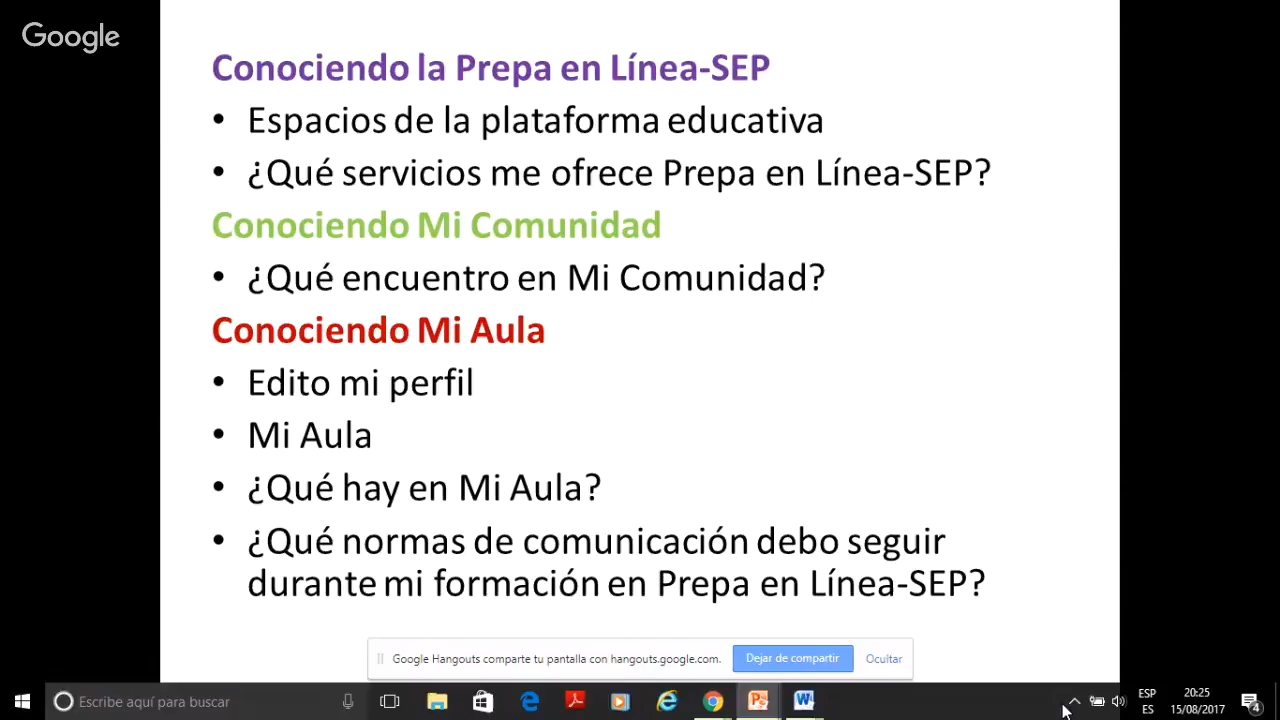 Google
Conociendo la Prepa en Línea-SEP
• Espacios de la plataforma educativa
• ¿Qué servicios me ofrece Prepa en Línea-SEP?
Conociendo Mi Comunidad
• ¿Qué encuentro en Mi Comunidad?
Conociendo Mi Aula
• Edito mi perfil
• Mi Aula
• ¿Qué hay en Mi Aula?
• ¿Qué normas de comunicación debo seguir
durante mi formación en Prepa en Línea-SEP?
Google Hangouts comparte tu pantalla con hangouts.google.com. Dejar de compartir Ocultar
Escribe aquí para buscar
ESP 20:25
ES 15/08/2017 4